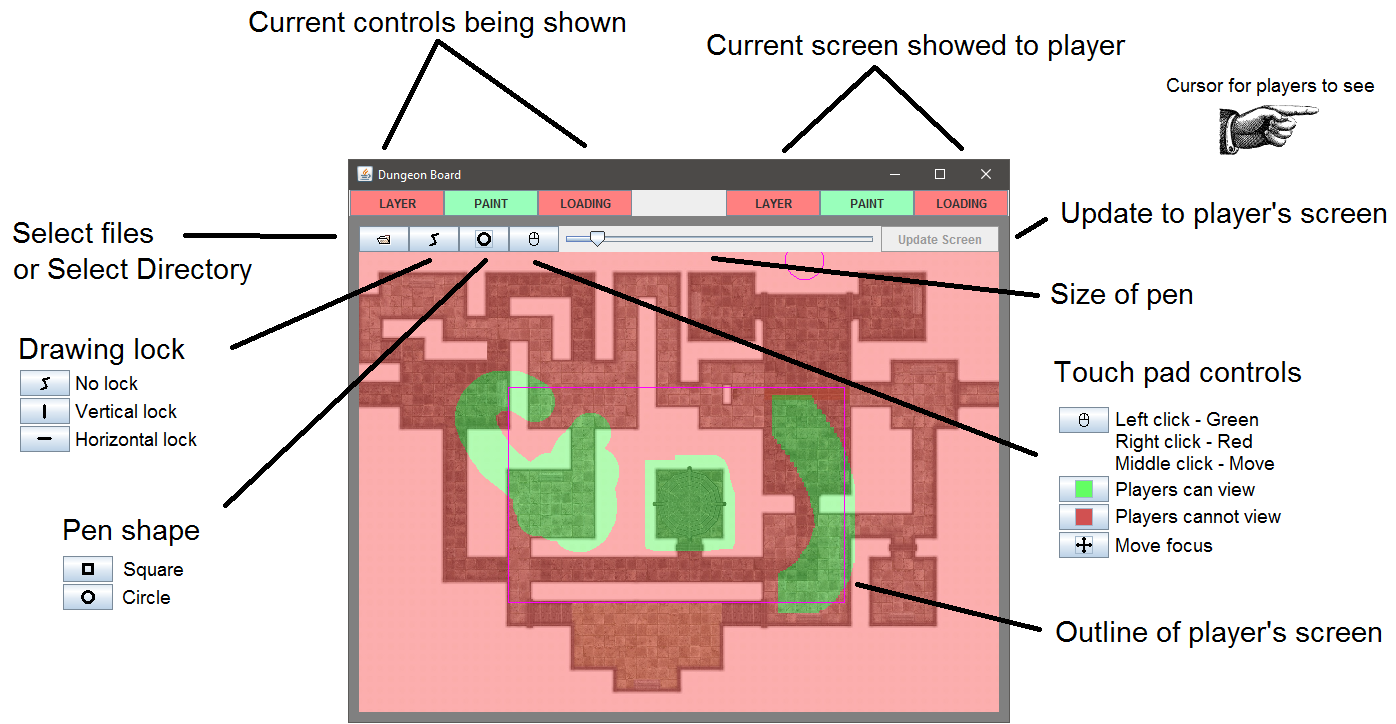 Current controls being shown
Current screen showed to player
Cursor for players to see
Dungeon Board
LAYER PAINT LOADING LAYER PAINT LOADING
Update Screen
Select files
or Select Directory
Drawing lock
No lock
Vertical lock
Horizontal lock
Pen shape
Square
Circle
Update to player's screen
Size of pen
Touch pad controls
Left click - Green
Right click - Red
Middle click - Move
Players can view
Players cannot view
Move focus
Outline of player's screen